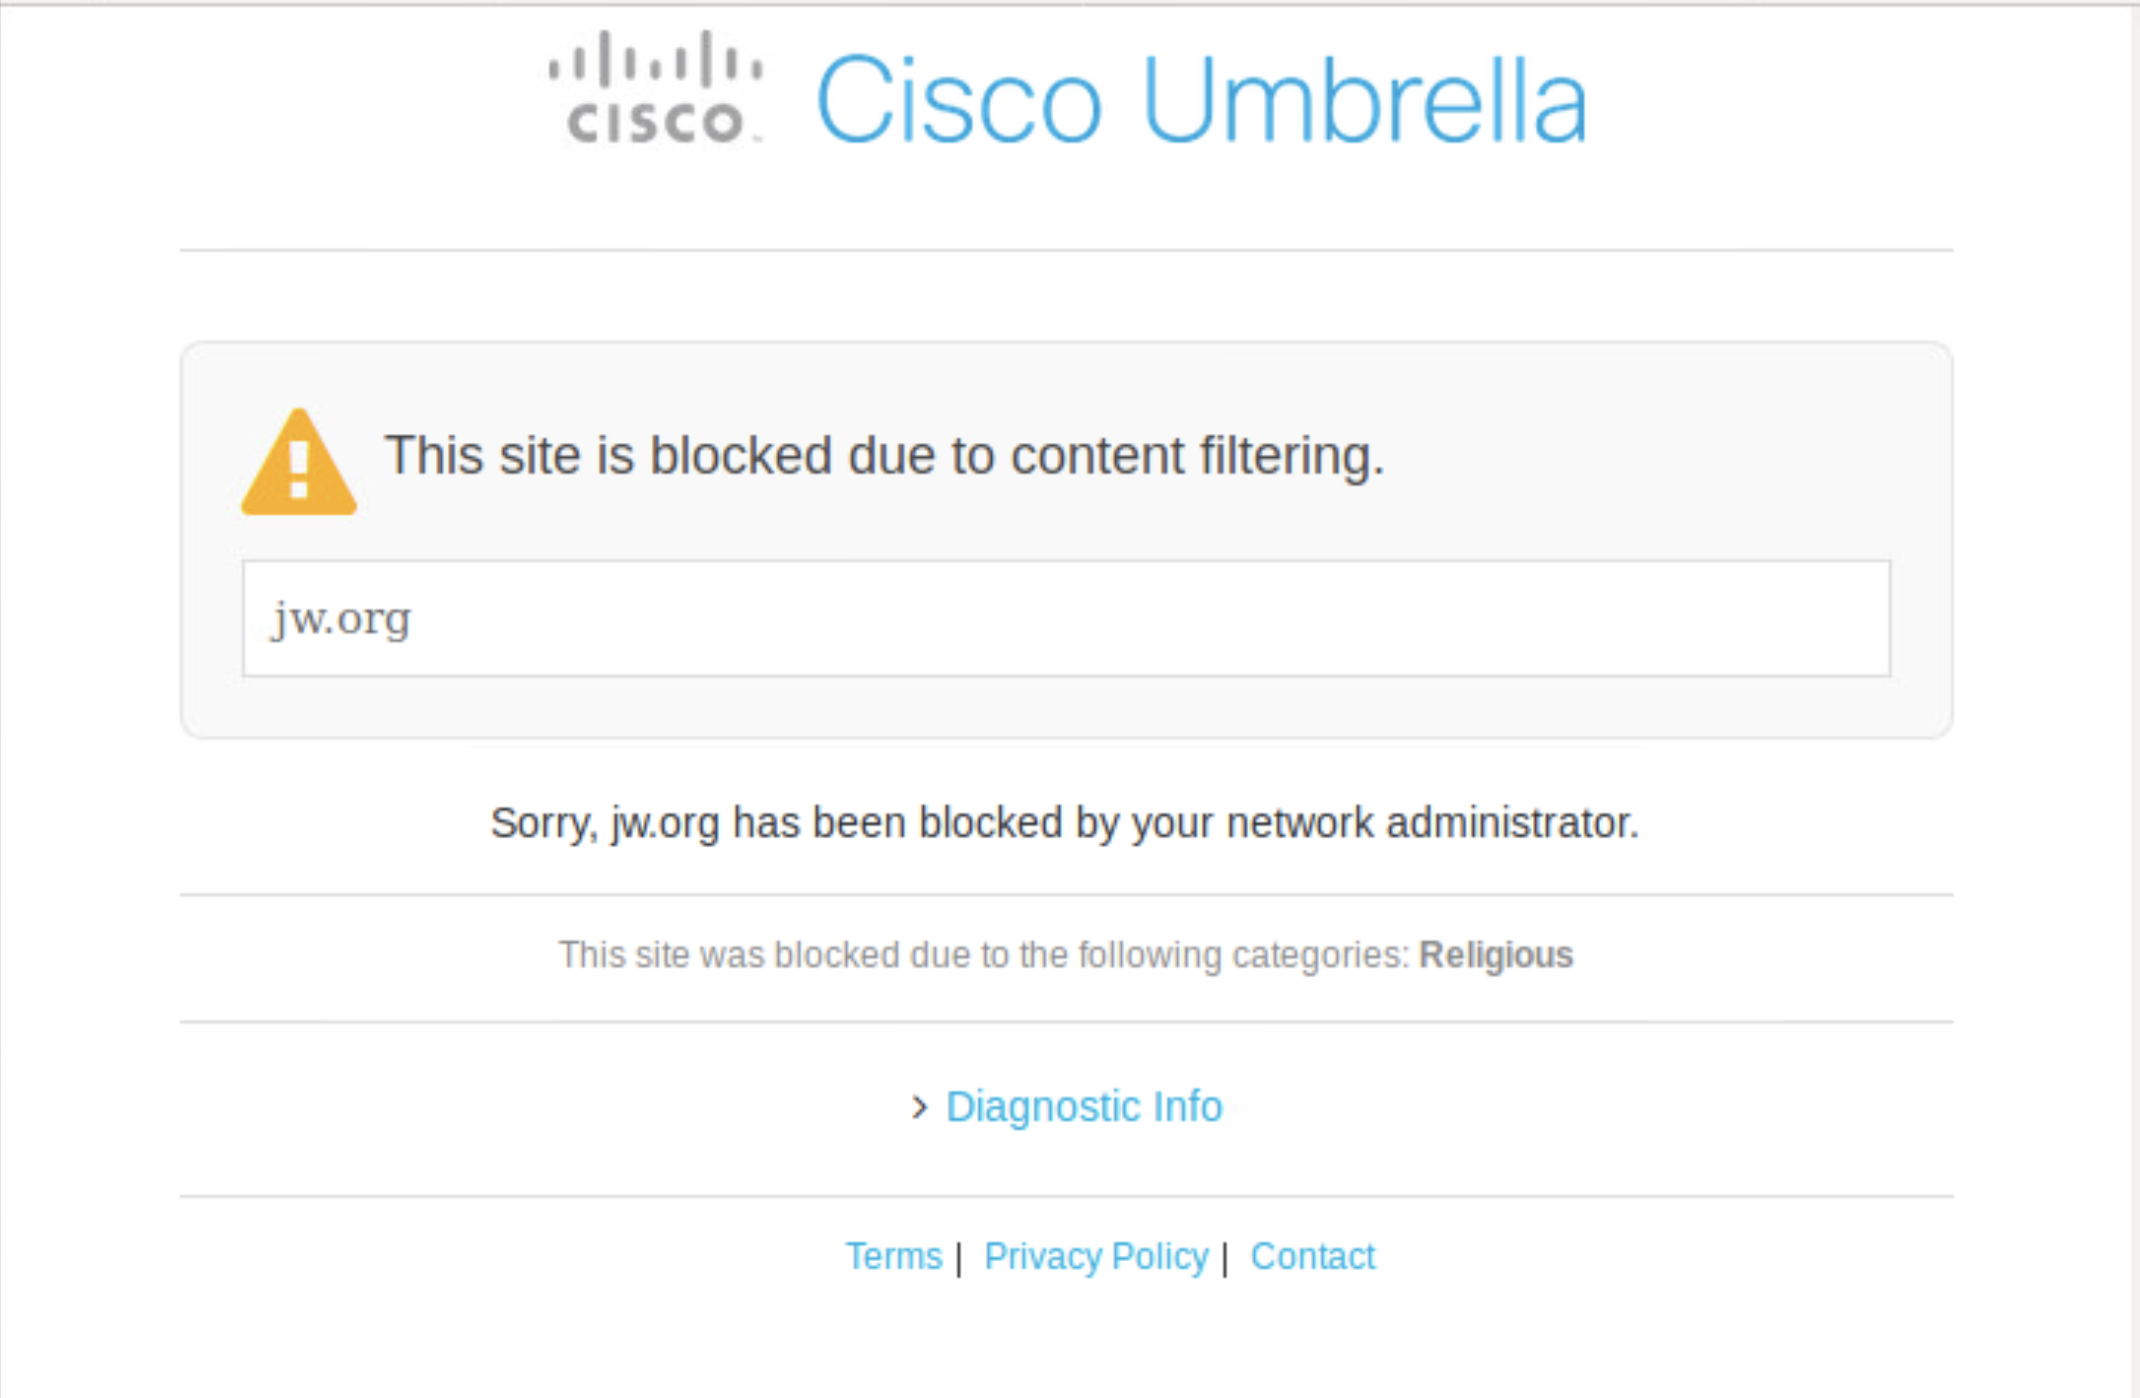 CISCO™ Cisco Umbrella
This site is blocked due to content filtering.
jw.org
Sorry, jw.org has been blocked by your network administrator.
This site was blocked due to the following categories: Religious
> Diagnostic Info
Terms | Privacy Policy | Contact